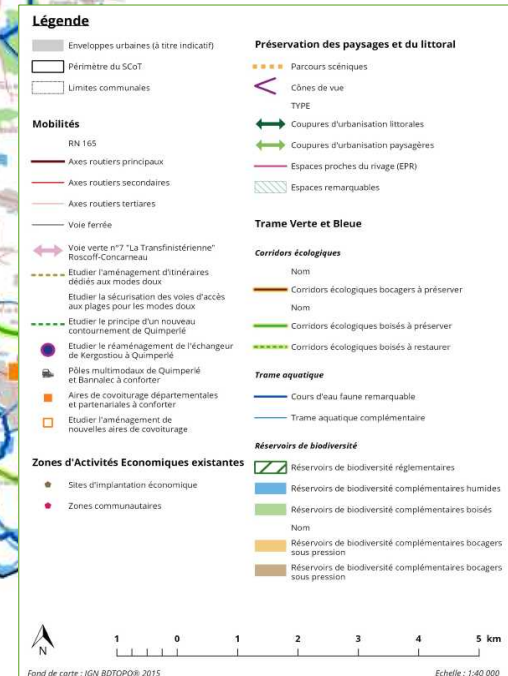 Légende
Enveloppes urbaines (à titre indicatif)
Périmètre du SCoT
Limites communales
Mobilités
RN 165
Axes routiers principaux
Axes routiers secondaires
Axes routiers tertiares
Voie ferrée
Voie verte n°7 "La Transfinistérienne"
Roscoff-Concarneau
Etudier l'aménagement d'itinéraires
dédiés aux modes doux
Etudier la sécurisation des voies d'accès
aux plages pour les modes doux
Etudier le principe d'un nouveau
contournement de Quimperlé
Etudier le réaménagement de l'échangeur
de Kergostiou à Quimperlé
Pôles multimodaux de Quimperlé
et Bannalec à conforter
Aires de covoiturage départementales
et partenariales à conforter
Etudier l'aménagement de
nouvelles aires de covoiturage
Zones d'Activités Economiques existantes
Sites d'implantation économique
Zones communautaires
Préservation des paysages et du littoral
Parcours scéniques
Cônes de vue
TYPE
Coupures d'urbanisation littorales
Coupures d'urbanisation paysagères
Espaces proches du rivage (EPR)
Espaces remarquables
Trame Verte et Bleue
Corridors écologiques
Nom
Corridors écologiques bocagers à préserver
Nom
Corridors écologiques boisés à préserver
Corridors écologiques boisés à restaurer
Trame aquatique
Cours d'eau faune remarquable
Trame aquatique complémentaire
Réservoirs de biodiversité
Réservoirs de biodiversité réglementaires
Réservoirs de biodiversité complémentaires humides
Réservoirs de biodiversité complémentaires boisés
Nom
Réservoirs de biodiversité complémentaires bocagers
sous pression
Réservoirs de biodiversité complémentaires bocagers
sous pression
N
1 0 1 2 3 4 5 km
Fond de carte : IGN BDTOPO® 2015
Echelle : 1:40 000